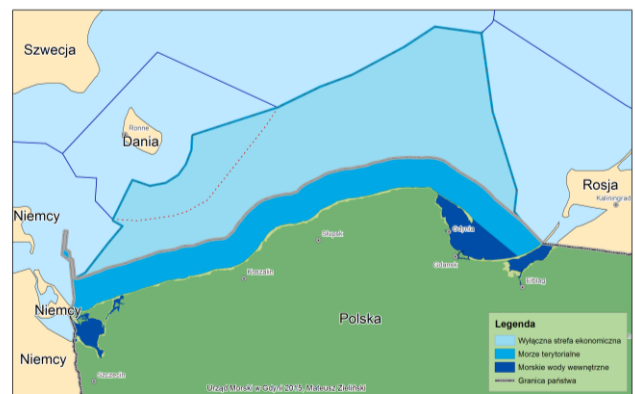 Szwecja
Ronne
Dania
Rosja
Kaliningrad
Niemcy
Gdynia
Słupsk
Gdańsk
Koszalin
Elbląg
Niemcy
Polska
Niemcy
Szczecin
Urząd Morski w Gdyni 2015, Mateusz Zieliński
Legenda
Wyłączna strefa ekonomiczna
Morze terytorialne
Morskie wody wewnętrzne
Granica państwa